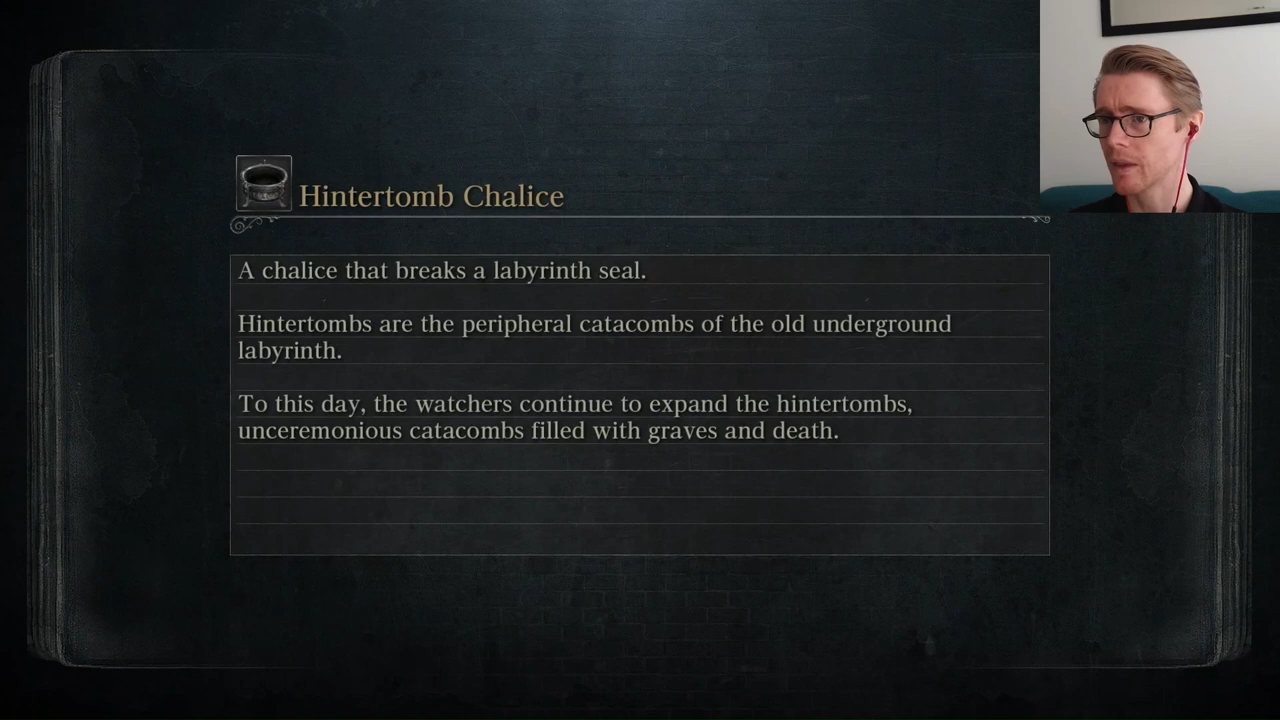 Hintertomb Chalice
A chalice that breaks a labyrinth seal.
Hintertombs are the peripheral catacombs of the old underground
labyrinth.
To this day, the watchers continue to expand the hintertombs,
unceremonious catacombs filled with graves and death.